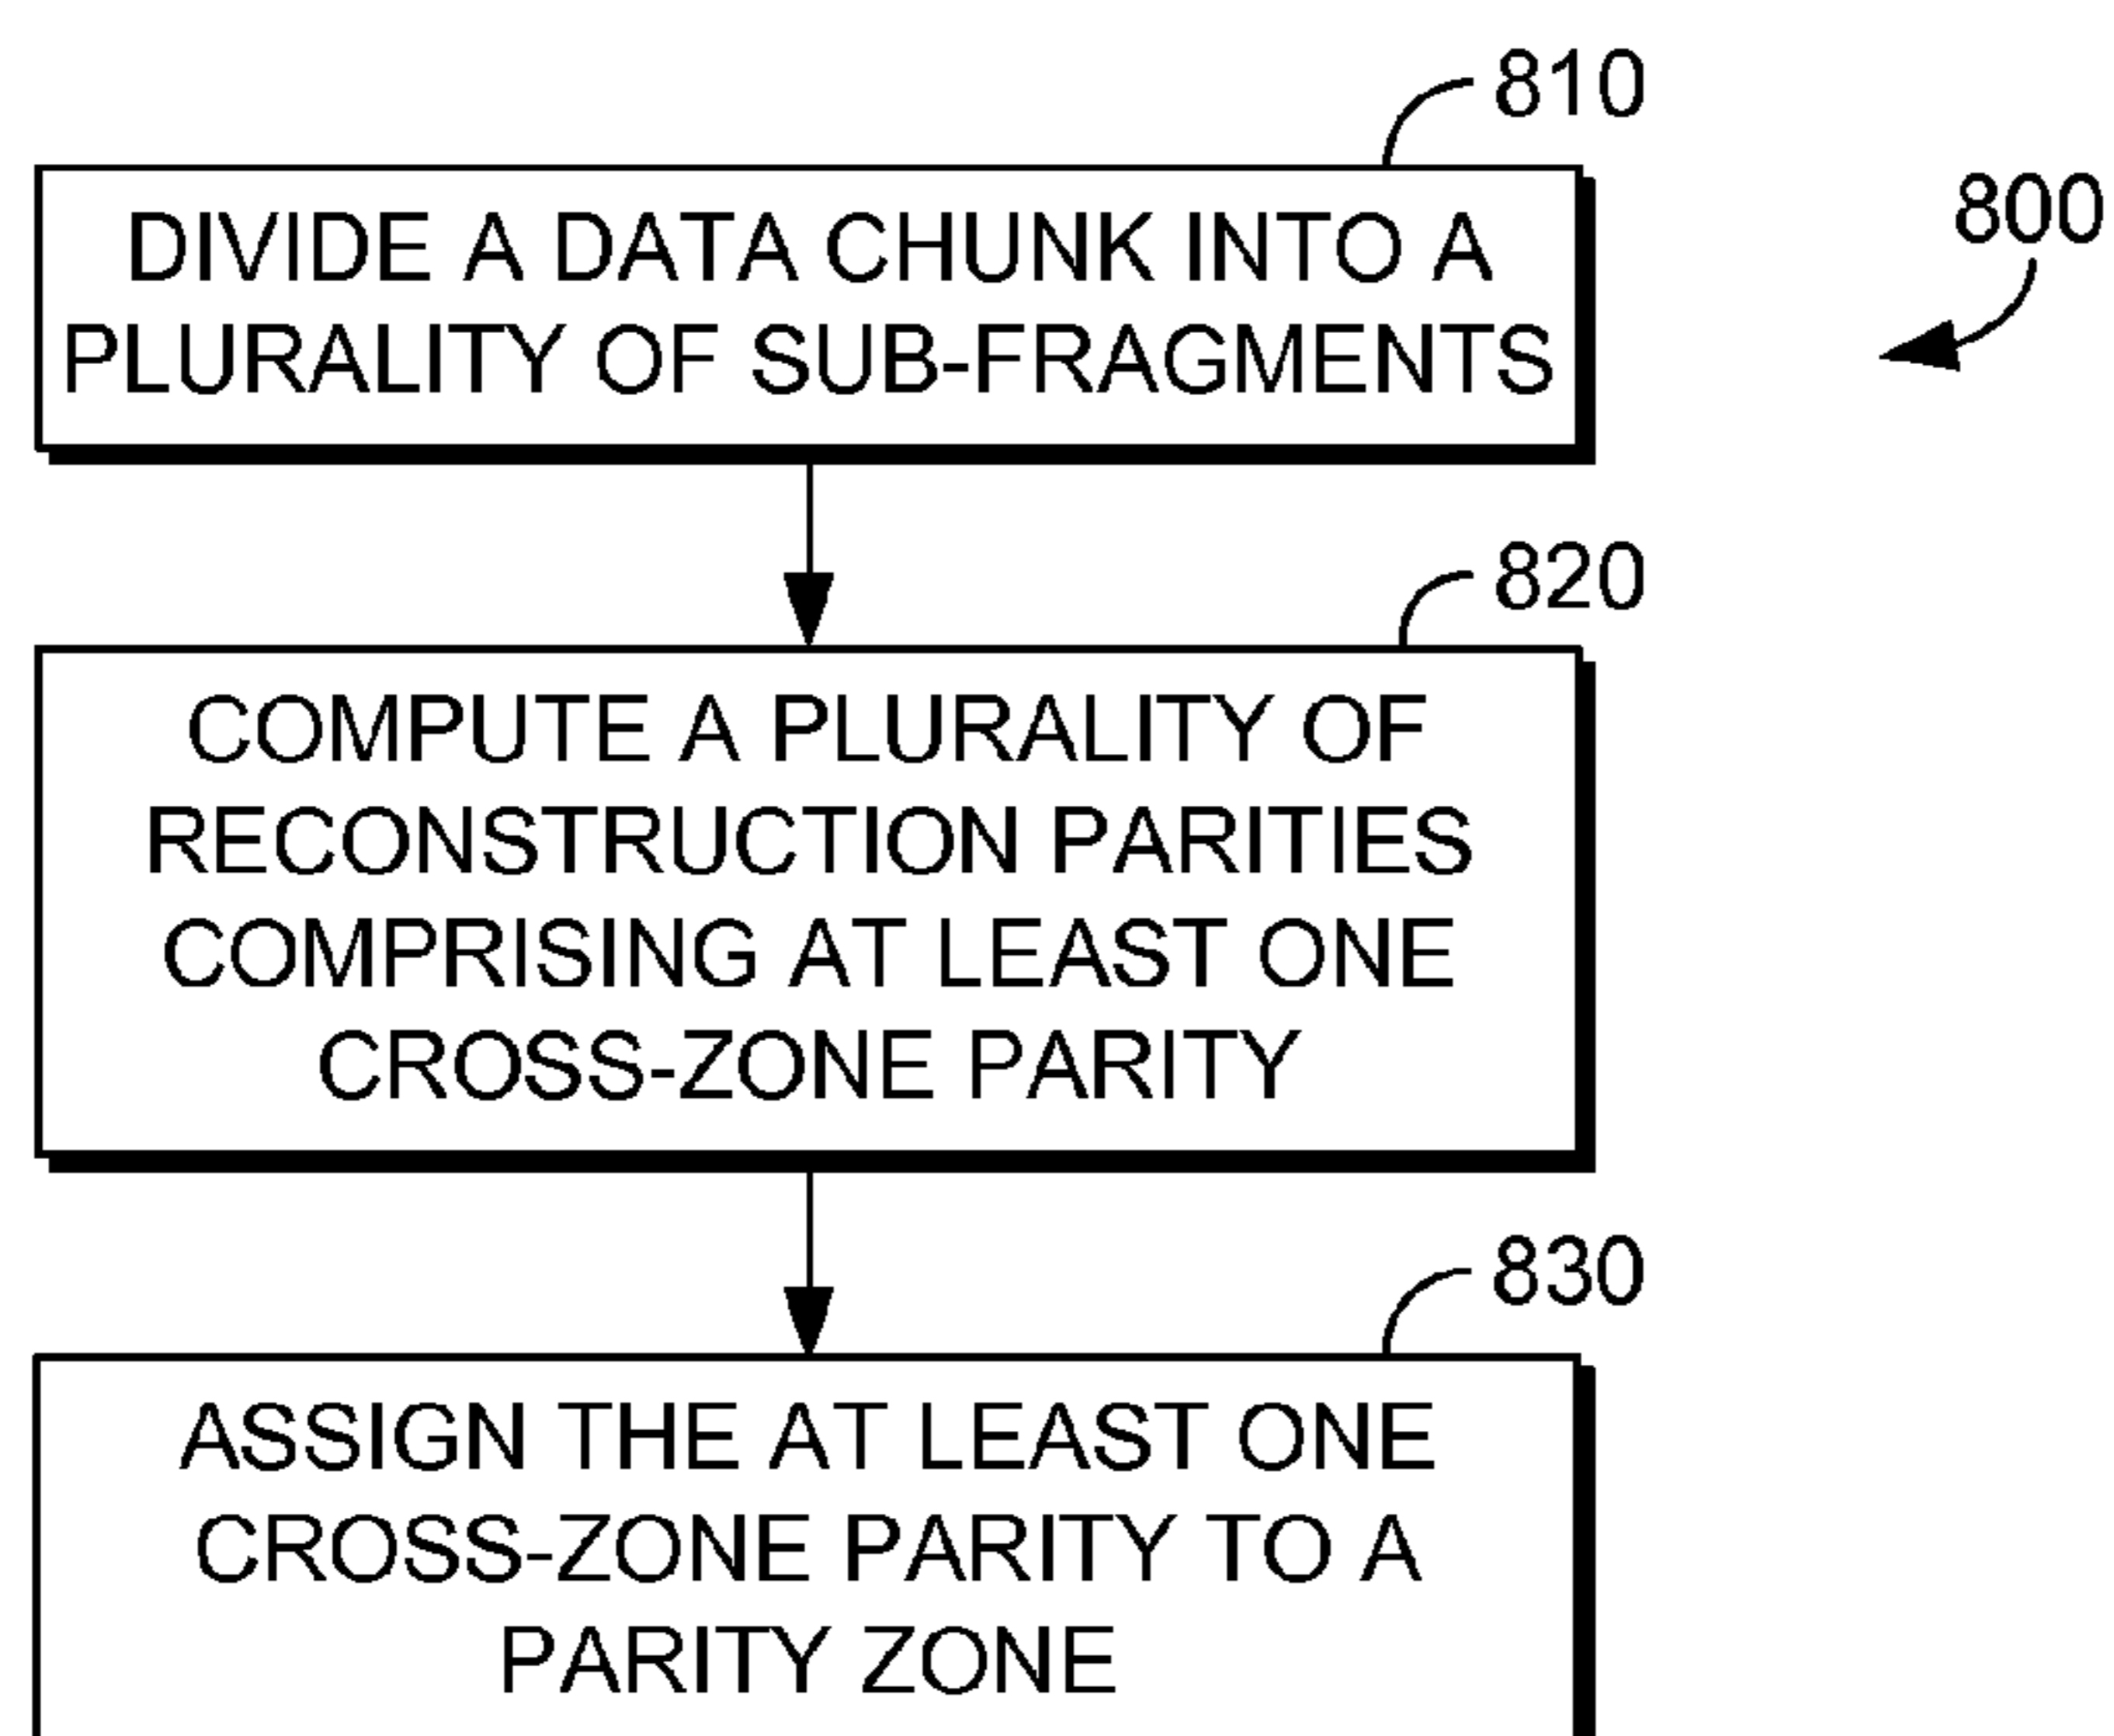 810
800
DIVIDE A DATA CHUNK INTO A
PLURALITY OF SUB-FRAGMENTS
820
COMPUTE A PLURALITY OF
RECONSTRUCTION PARITIES
COMPRISING AT LEAST ONE
CROSS-ZONE PARITY
830
ASSIGN THE AT LEAST ONE
CROSS-ZONE PARITY TO A
PARITY ZONE